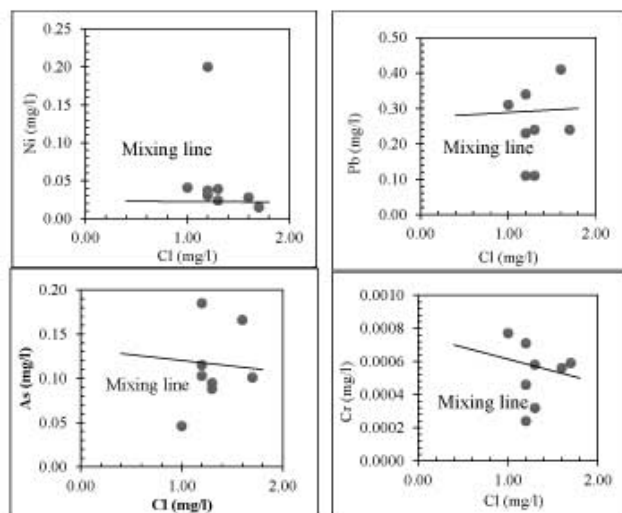 0.25
0.20
0.15
0.10
0.05
0.00
Ni (mg/l)
Mixing line
0.00 1.00 2.00
Cl (mg/l)
0.50
0.40
0.30
0.20
0.10
0.00
Pb (mg/l)
Mixing line
0.00 1.00 2.00
Cl (mg/l)
0.20
0.15
0.10
0.05
0.00
As (mg/l)
Mixing line
0.00 1.00 2.00
Cl (mg/l)
0.0010
0.0008
0.0006
0.0004
0.0002
0.0000
Cr (mg/l)
Mixing line
0.00 1.00 2.00
Cl (mg/l)